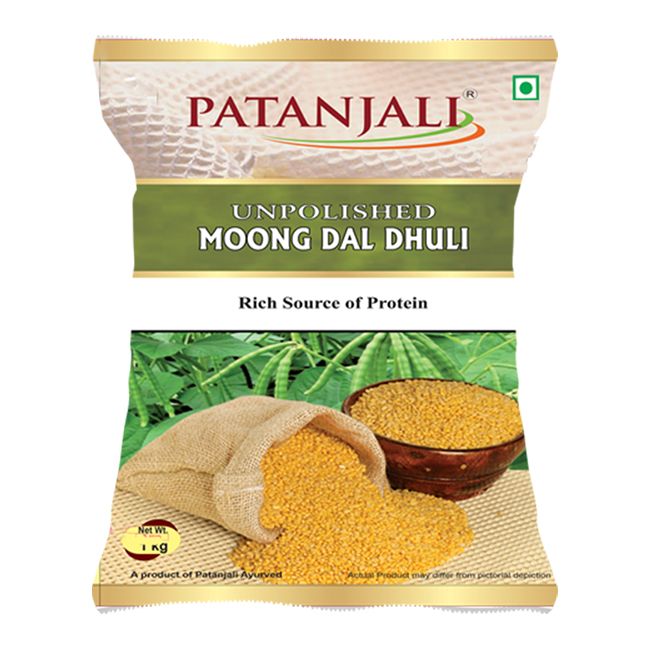 PATANJALI®
UNPOLISHED
MOONG DAL DHULI
Rich Source of Protein
Net Wt.
1 kg
A product of Patanjali Ayurved
*Actual Product may differ from pictorial depiction